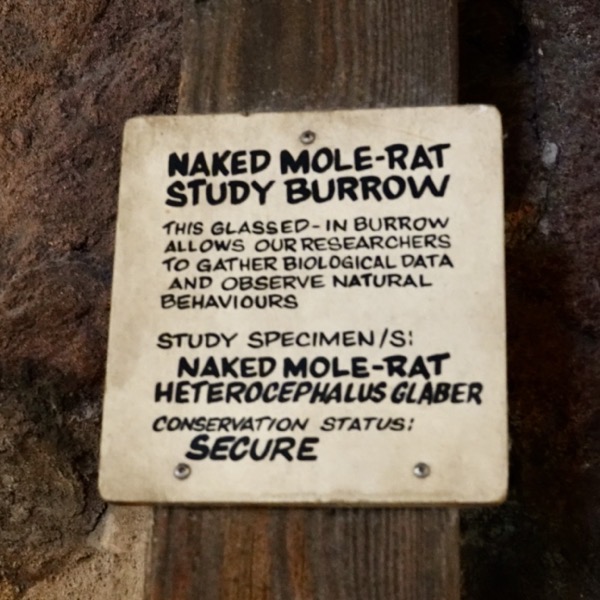 NAKED MOLE-RAT
STUDY BURROW
THIS GLASSED-IN BURROW
ALLOWS OUR RESEARCHERS
TO GATHER BIOLOGICAL DATA
AND OBSERVE NATURAL
BEHAVIOURS
STUDY SPECIMEN/S:
NAKED MOLE-RAT
HETEROCEPHALUS GLABER
CONSERVATION STATUS:
SECURE